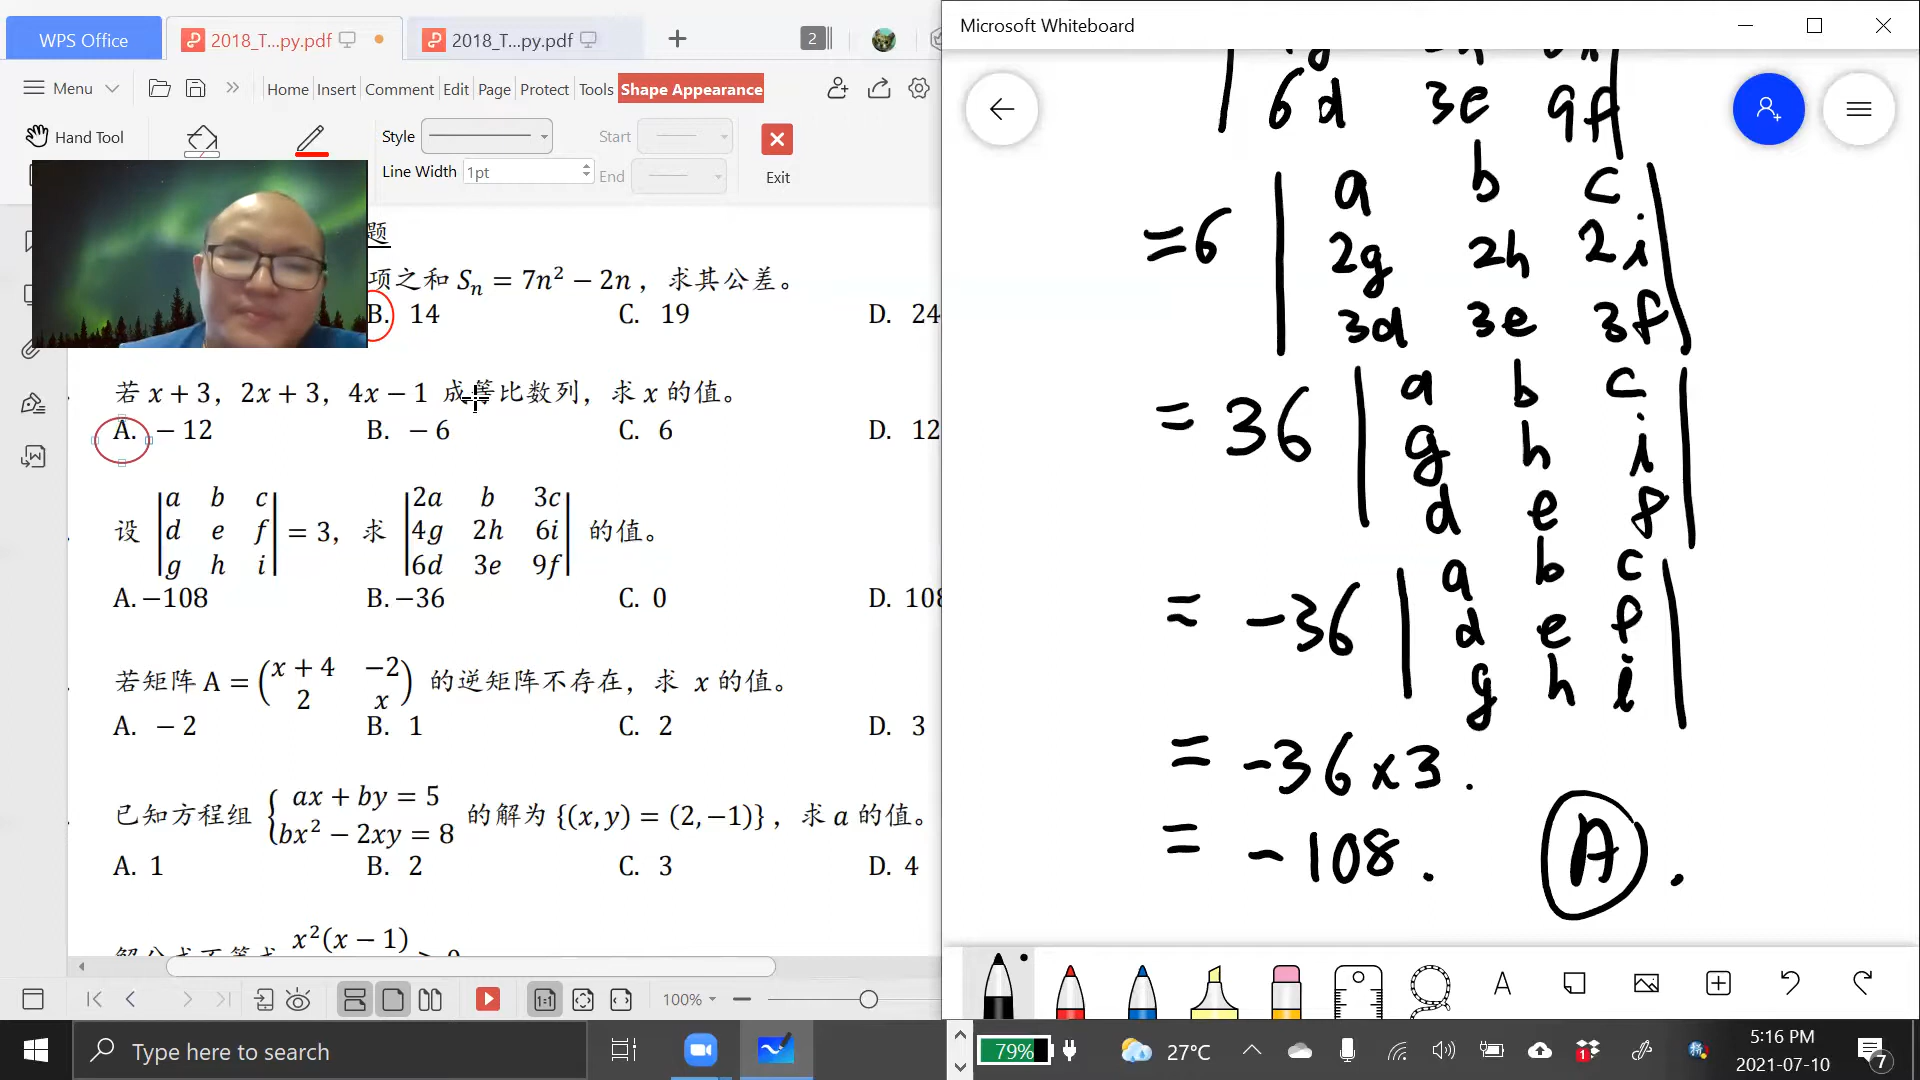 WPS Office
2018_T...py.pdf
2018_T...py.pdf
2
Menu
Home Insert Comment Edit Page Protect Tools Shape Appearance
Hand Tool
Style
Start
Line Width 1pt
End
Exit
题
项之和 Sₙ = 7n² − 2n，求其公差。
B. 14 C. 19 D. 24
若 x + 3，2x + 3，4x − 1 成等比数列，求 x 的值。
A. − 12 B. − 6 C. 6 D. 12
设 |a b c| = 3，求 |2a b 3c| 的值。
|d e f| |4g 2h 6i|
|g h i| |6d 3e 9f|
A. −108 B. −36 C. 0 D. 108
若矩阵 A = (x + 4 −2) 的逆矩阵不存在，求 x 的值。
(2 x)
A. − 2 B. 1 C. 2 D. 3
已知方程组 { ax + by = 5 的解为 {(x, y) = (2, −1)}，求 a 的值。
bx² − 2xy = 8
A. 1 B. 2 C. 3 D. 4
x²(x − 1)
100%
Microsoft Whiteboard
6d 3e 9f
= 6 | a b c |
2g 2h 2i
3d 3e 3f
= 36 | a b c |
g h i
d e f
= -36 | a b c |
d e f
g h i
= -36 x 3 .
= -108 . A .
Type here to search
79%
27°C
1
5:16 PM
2021-07-10
7